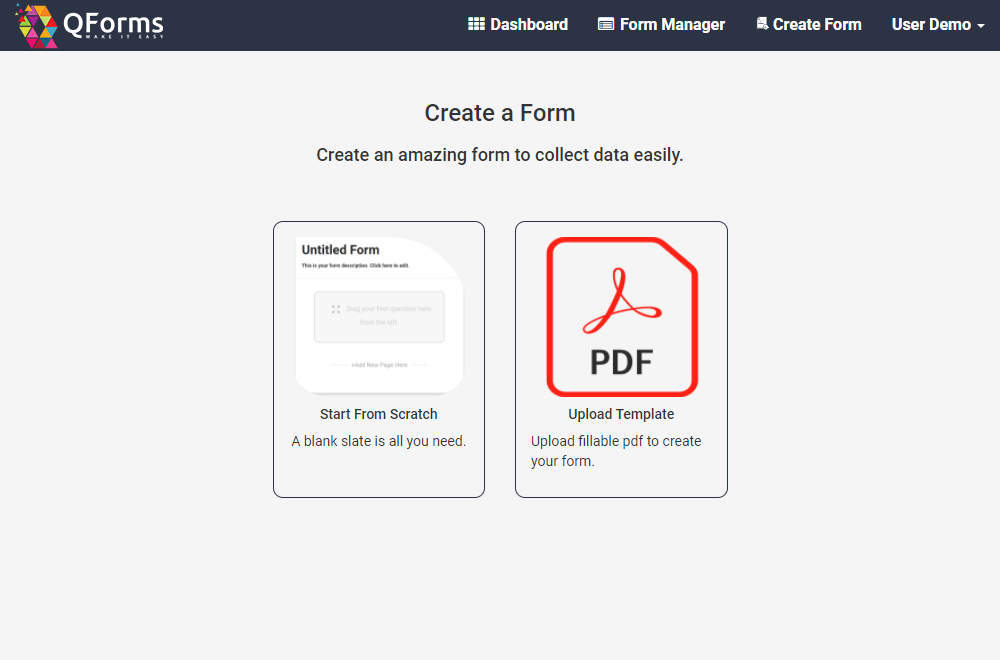 QForms
MAKE IT EASY
Dashboard
Form Manager
Create Form
User Demo
Create a Form
Create an amazing form to collect data easily.
Untitled Form
This is your form description. Click here to edit.
Drag your first question here
from the left.
+Add New Page Here
Start From Scratch
A blank slate is all you need.
PDF
Upload Template
Upload fillable pdf to create
your form.